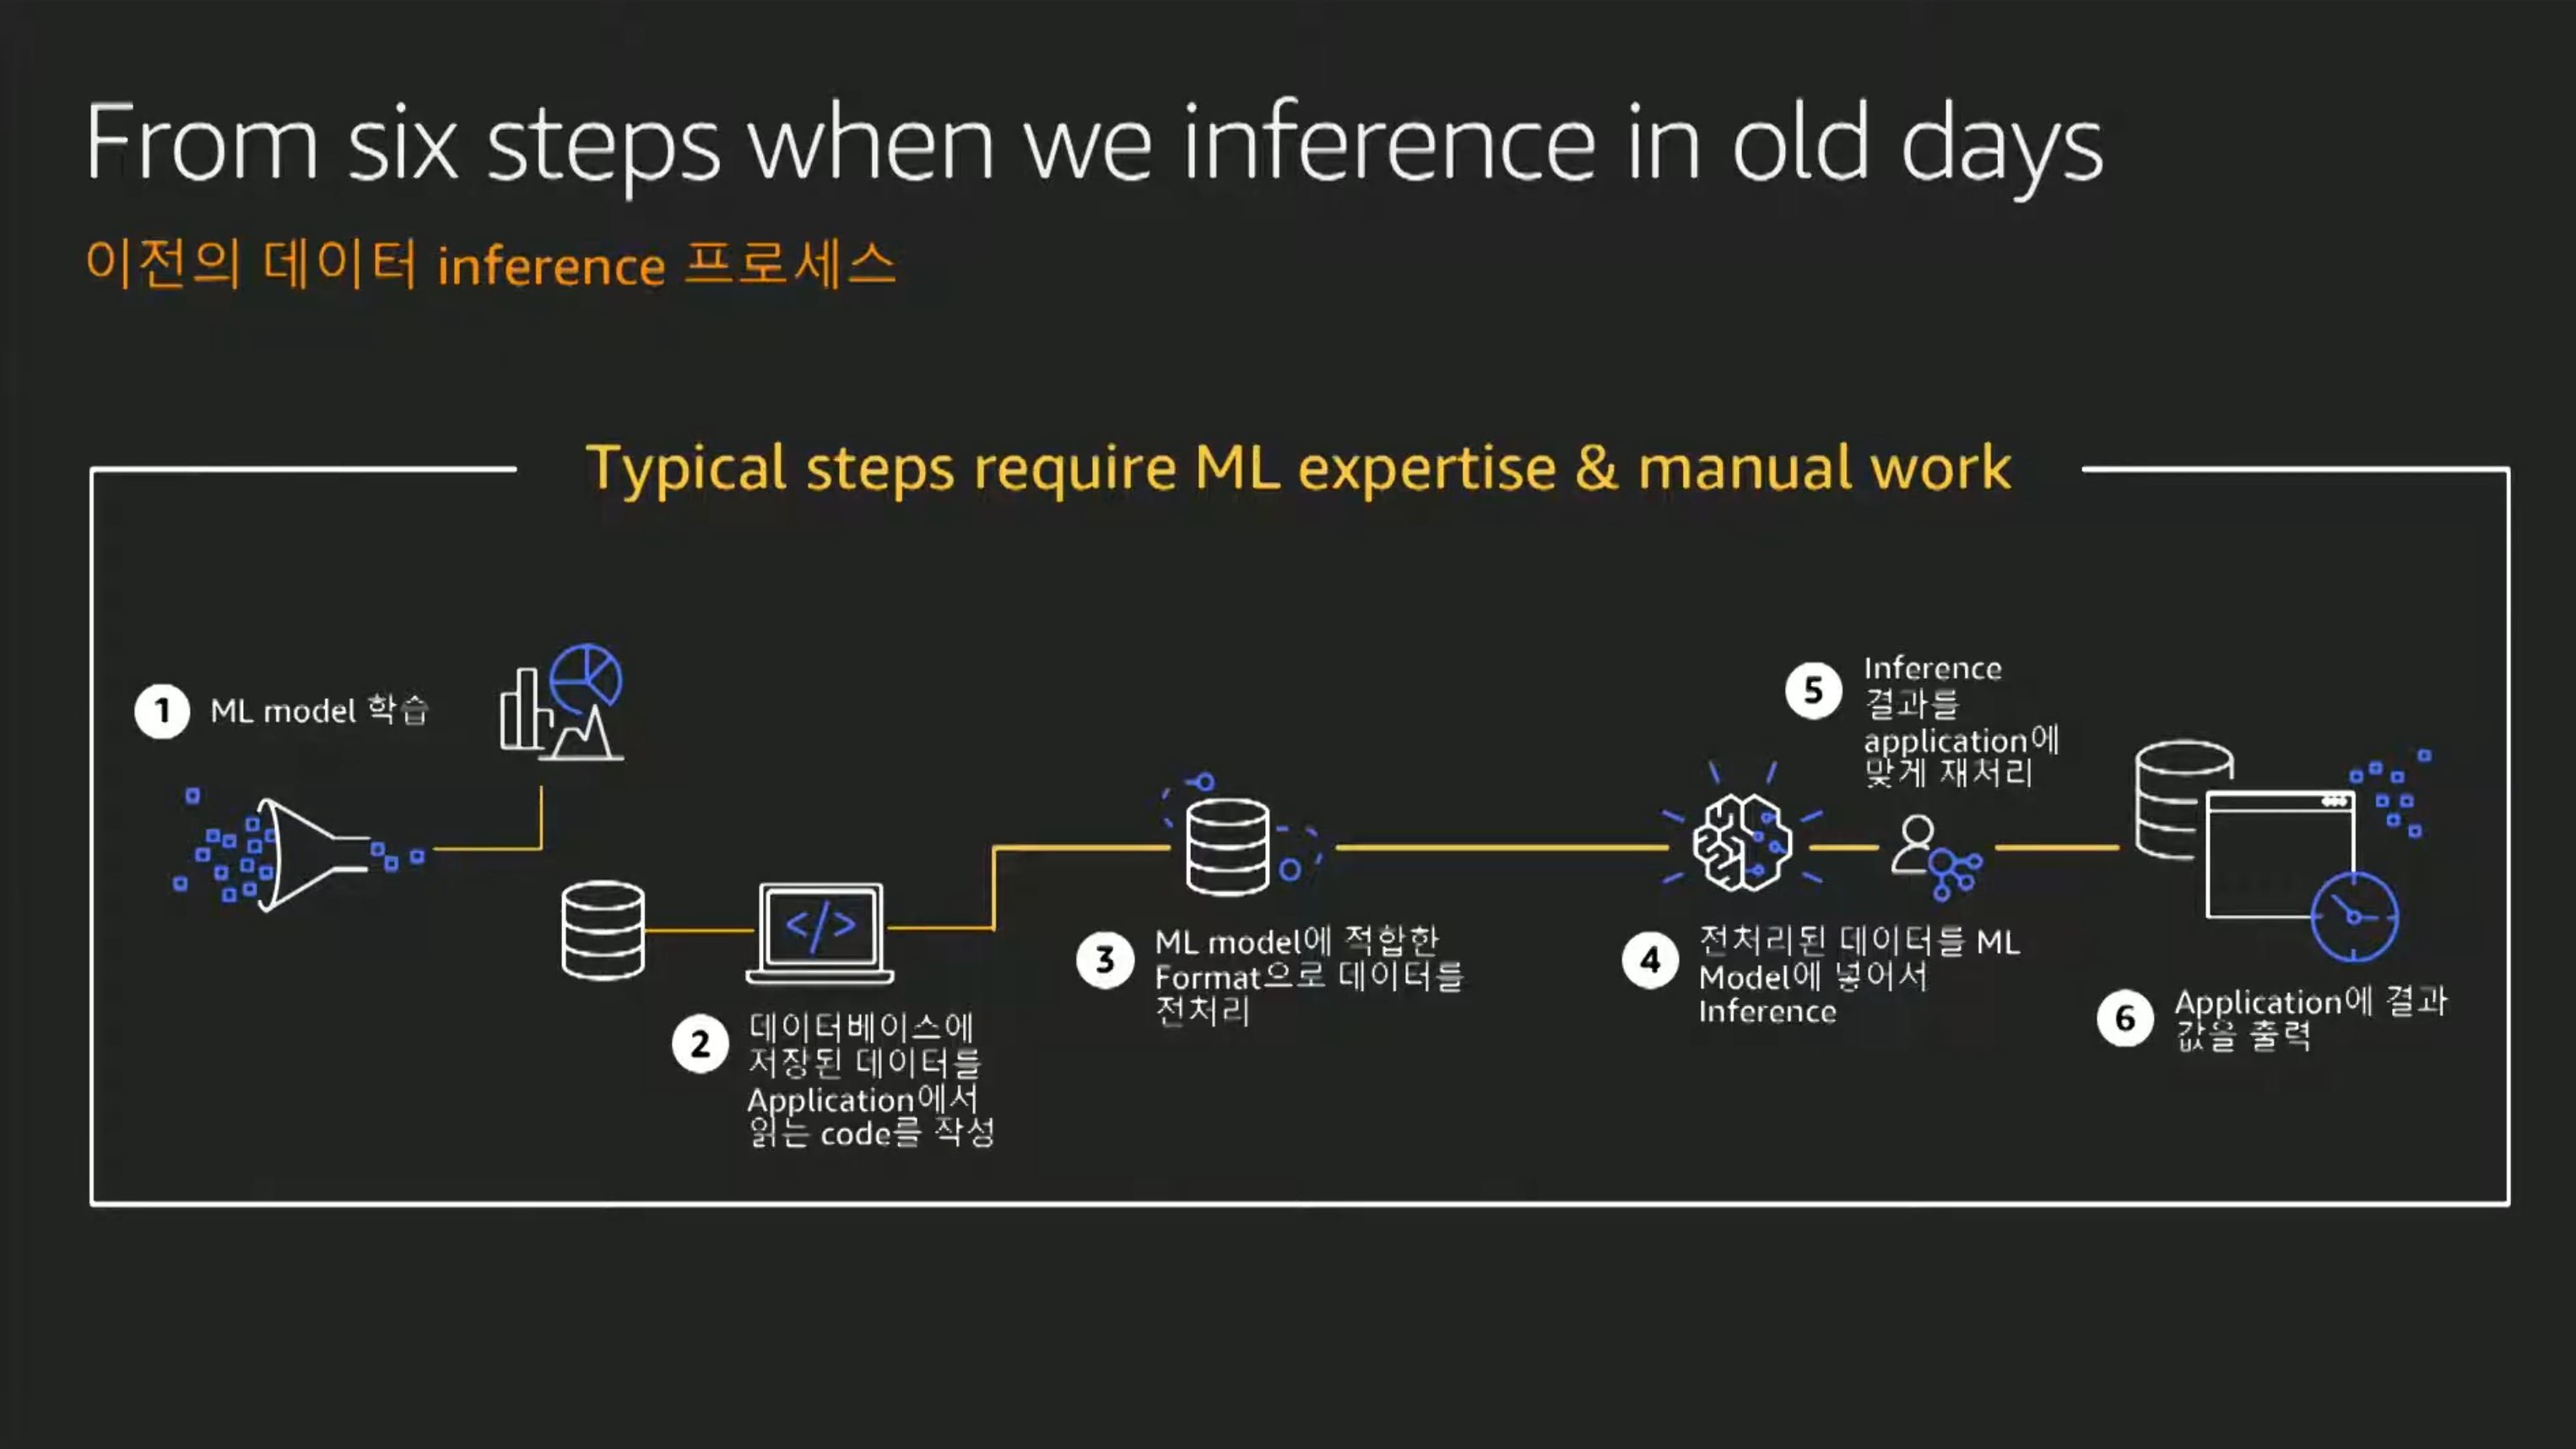 From six steps when we inference in old days
이전의 데이터 inference 프로세스
Typical steps require ML expertise & manual work
1 ML model 학습
2 데이터베이스에
저장된 데이터를
Application에서
읽는 code를 작성
3 ML model에 적합한
Format으로 데이터를
전처리
4 전처리된 데이터를 ML
Model에 넣어서
Inference
5 Inference
결과를
application에
맞게 재처리
6 Application에 결과
값을 출력